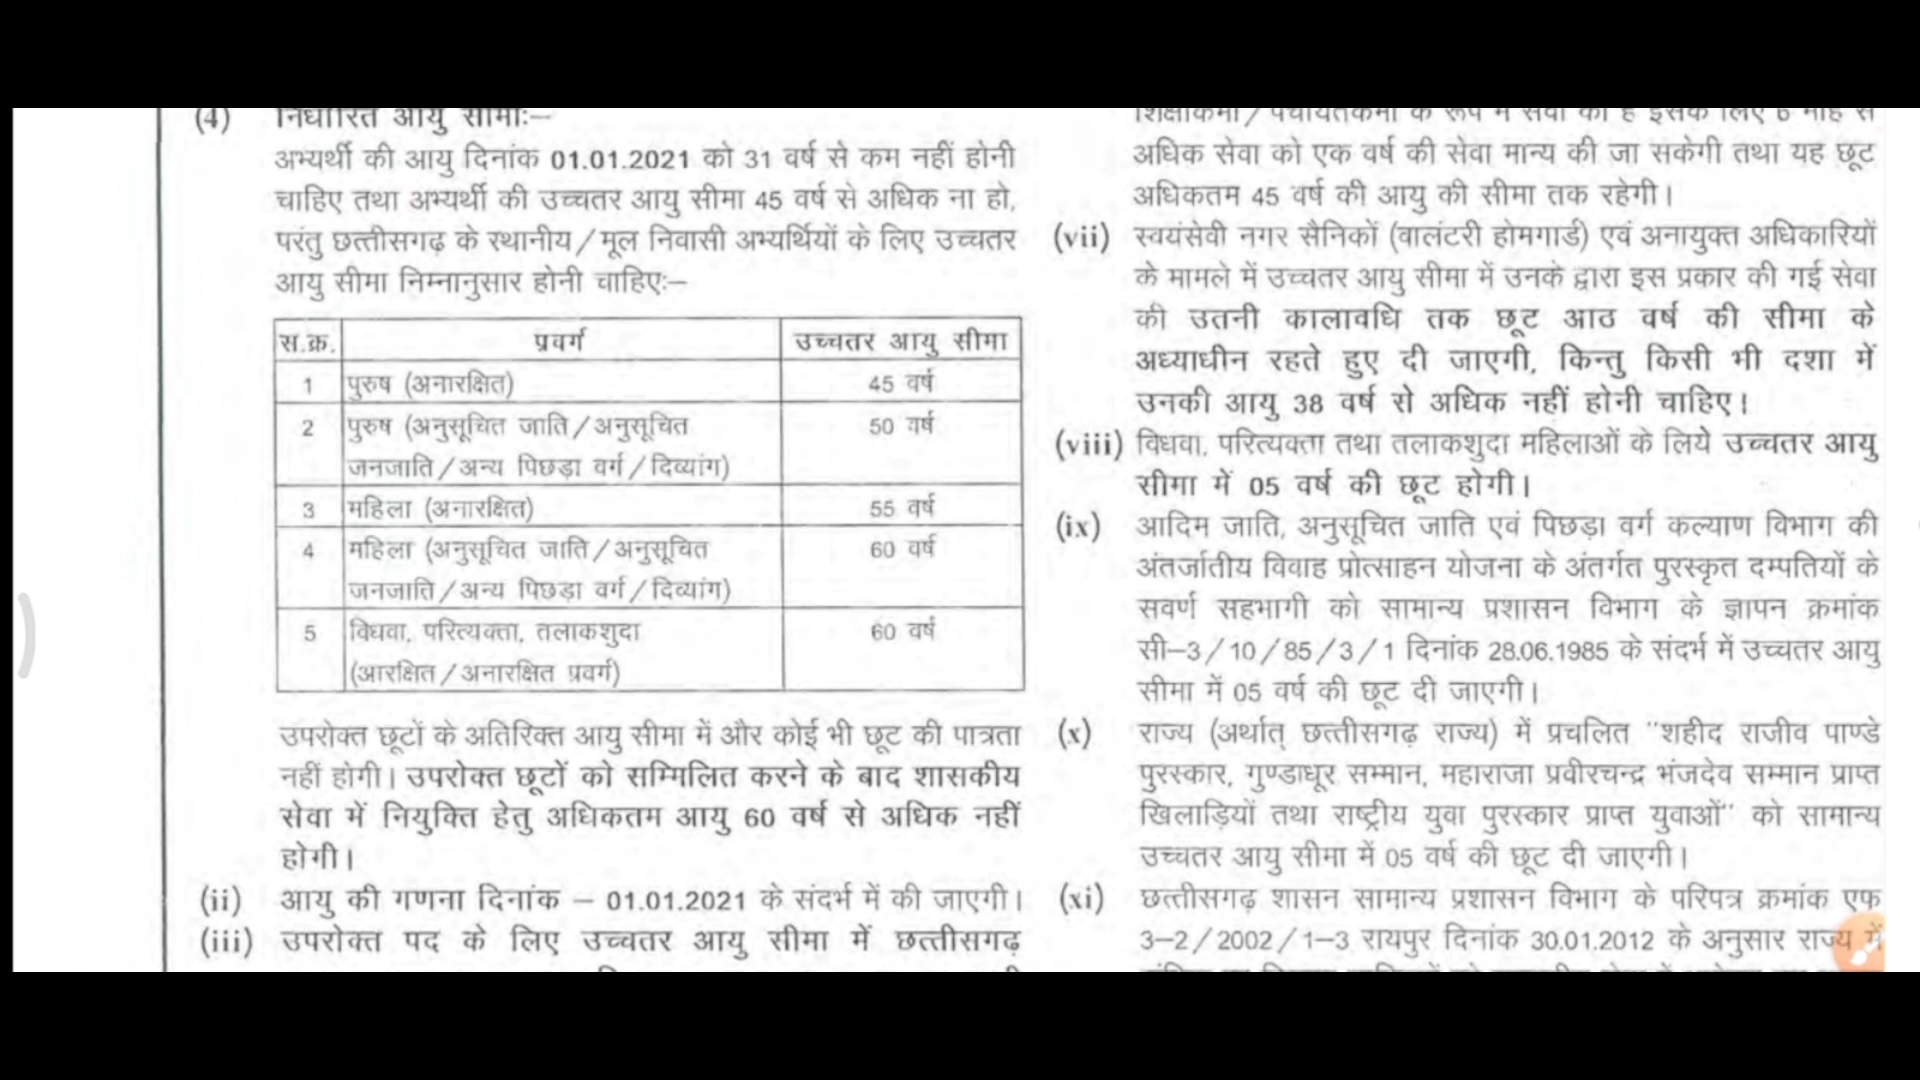 (4) निर्धारित आयु सीमाः–
अभ्यर्थी की आयु दिनांक 01.01.2021 को 31 वर्ष से कम नहीं होनी
चाहिए तथा अभ्यर्थी की उच्चतर आयु सीमा 45 वर्ष से अधिक ना हो,
परंतु छत्तीसगढ़ के स्थानीय/मूल निवासी अभ्यर्थियों के लिए उच्चतर
आयु सीमा निम्नानुसार होनी चाहिएः–
स.क्र. प्रवर्ग उच्चतर आयु सीमा
1 पुरुष (अनारक्षित) 45 वर्ष
2 पुरुष (अनुसूचित जाति/अनुसूचित 50 वर्ष
जनजाति/अन्य पिछड़ा वर्ग/दिव्यांग)
3 महिला (अनारक्षित) 55 वर्ष
4 महिला (अनुसूचित जाति/अनुसूचित 60 वर्ष
जनजाति/अन्य पिछड़ा वर्ग/दिव्यांग)
5 विधवा, परित्यक्ता, तलाकशुदा 60 वर्ष
(आरक्षित/अनारक्षित प्रवर्ग)
उपरोक्त छूटों के अतिरिक्त आयु सीमा में और कोई भी छूट की पात्रता
नहीं होगी। उपरोक्त छूटों को सम्मिलित करने के बाद शासकीय
सेवा में नियुक्ति हेतु अधिकतम आयु 60 वर्ष से अधिक नहीं
होगी।
(ii) आयु की गणना दिनांक – 01.01.2021 के संदर्भ में की जाएगी।
(iii) उपरोक्त पद के लिए उच्चतर आयु सीमा में छत्तीसगढ़
शिक्षाकर्मी/पंचायतकर्मी के रूप में सेवा की है इसके लिए 6 माह से
अधिक सेवा को एक वर्ष की सेवा मान्य की जा सकेगी तथा यह छूट
अधिकतम 45 वर्ष की आयु की सीमा तक रहेगी।
(vii) स्वयंसेवी नगर सैनिकों (वालंटरी होमगार्ड) एवं अनायुक्त अधिकारियों
के मामले में उच्चतर आयु सीमा में उनके द्वारा इस प्रकार की गई सेवा
की उतनी कालावधि तक छूट आठ वर्ष की सीमा के
अध्याधीन रहते हुए दी जाएगी, किन्तु किसी भी दशा में
उनकी आयु 38 वर्ष से अधिक नहीं होनी चाहिए।
(viii) विधवा, परित्यक्ता तथा तलाकशुदा महिलाओं के लिये उच्चतर आयु
सीमा में 05 वर्ष की छूट होगी।
(ix) आदिम जाति, अनुसूचित जाति एवं पिछड़ा वर्ग कल्याण विभाग की
अंतर्जातीय विवाह प्रोत्साहन योजना के अंतर्गत पुरस्कृत दम्पतियों के
सवर्ण सहभागी को सामान्य प्रशासन विभाग के ज्ञापन क्रमांक
सी–3/10/85/3/1 दिनांक 28.06.1985 के संदर्भ में उच्चतर आयु
सीमा में 05 वर्ष की छूट दी जाएगी।
(x) राज्य (अर्थात् छत्तीसगढ़ राज्य) में प्रचलित "शहीद राजीव पाण्डे
पुरस्कार, गुण्डाधूर सम्मान, महाराजा प्रवीरचन्द्र भंजदेव सम्मान प्राप्त
खिलाड़ियों तथा राष्ट्रीय युवा पुरस्कार प्राप्त युवाओं" को सामान्य
उच्चतर आयु सीमा में 05 वर्ष की छूट दी जाएगी।
(xi) छत्तीसगढ़ शासन सामान्य प्रशासन विभाग के परिपत्र क्रमांक एफ
3–2/2002/1–3 रायपुर दिनांक 30.01.2012 के अनुसार राज्य में